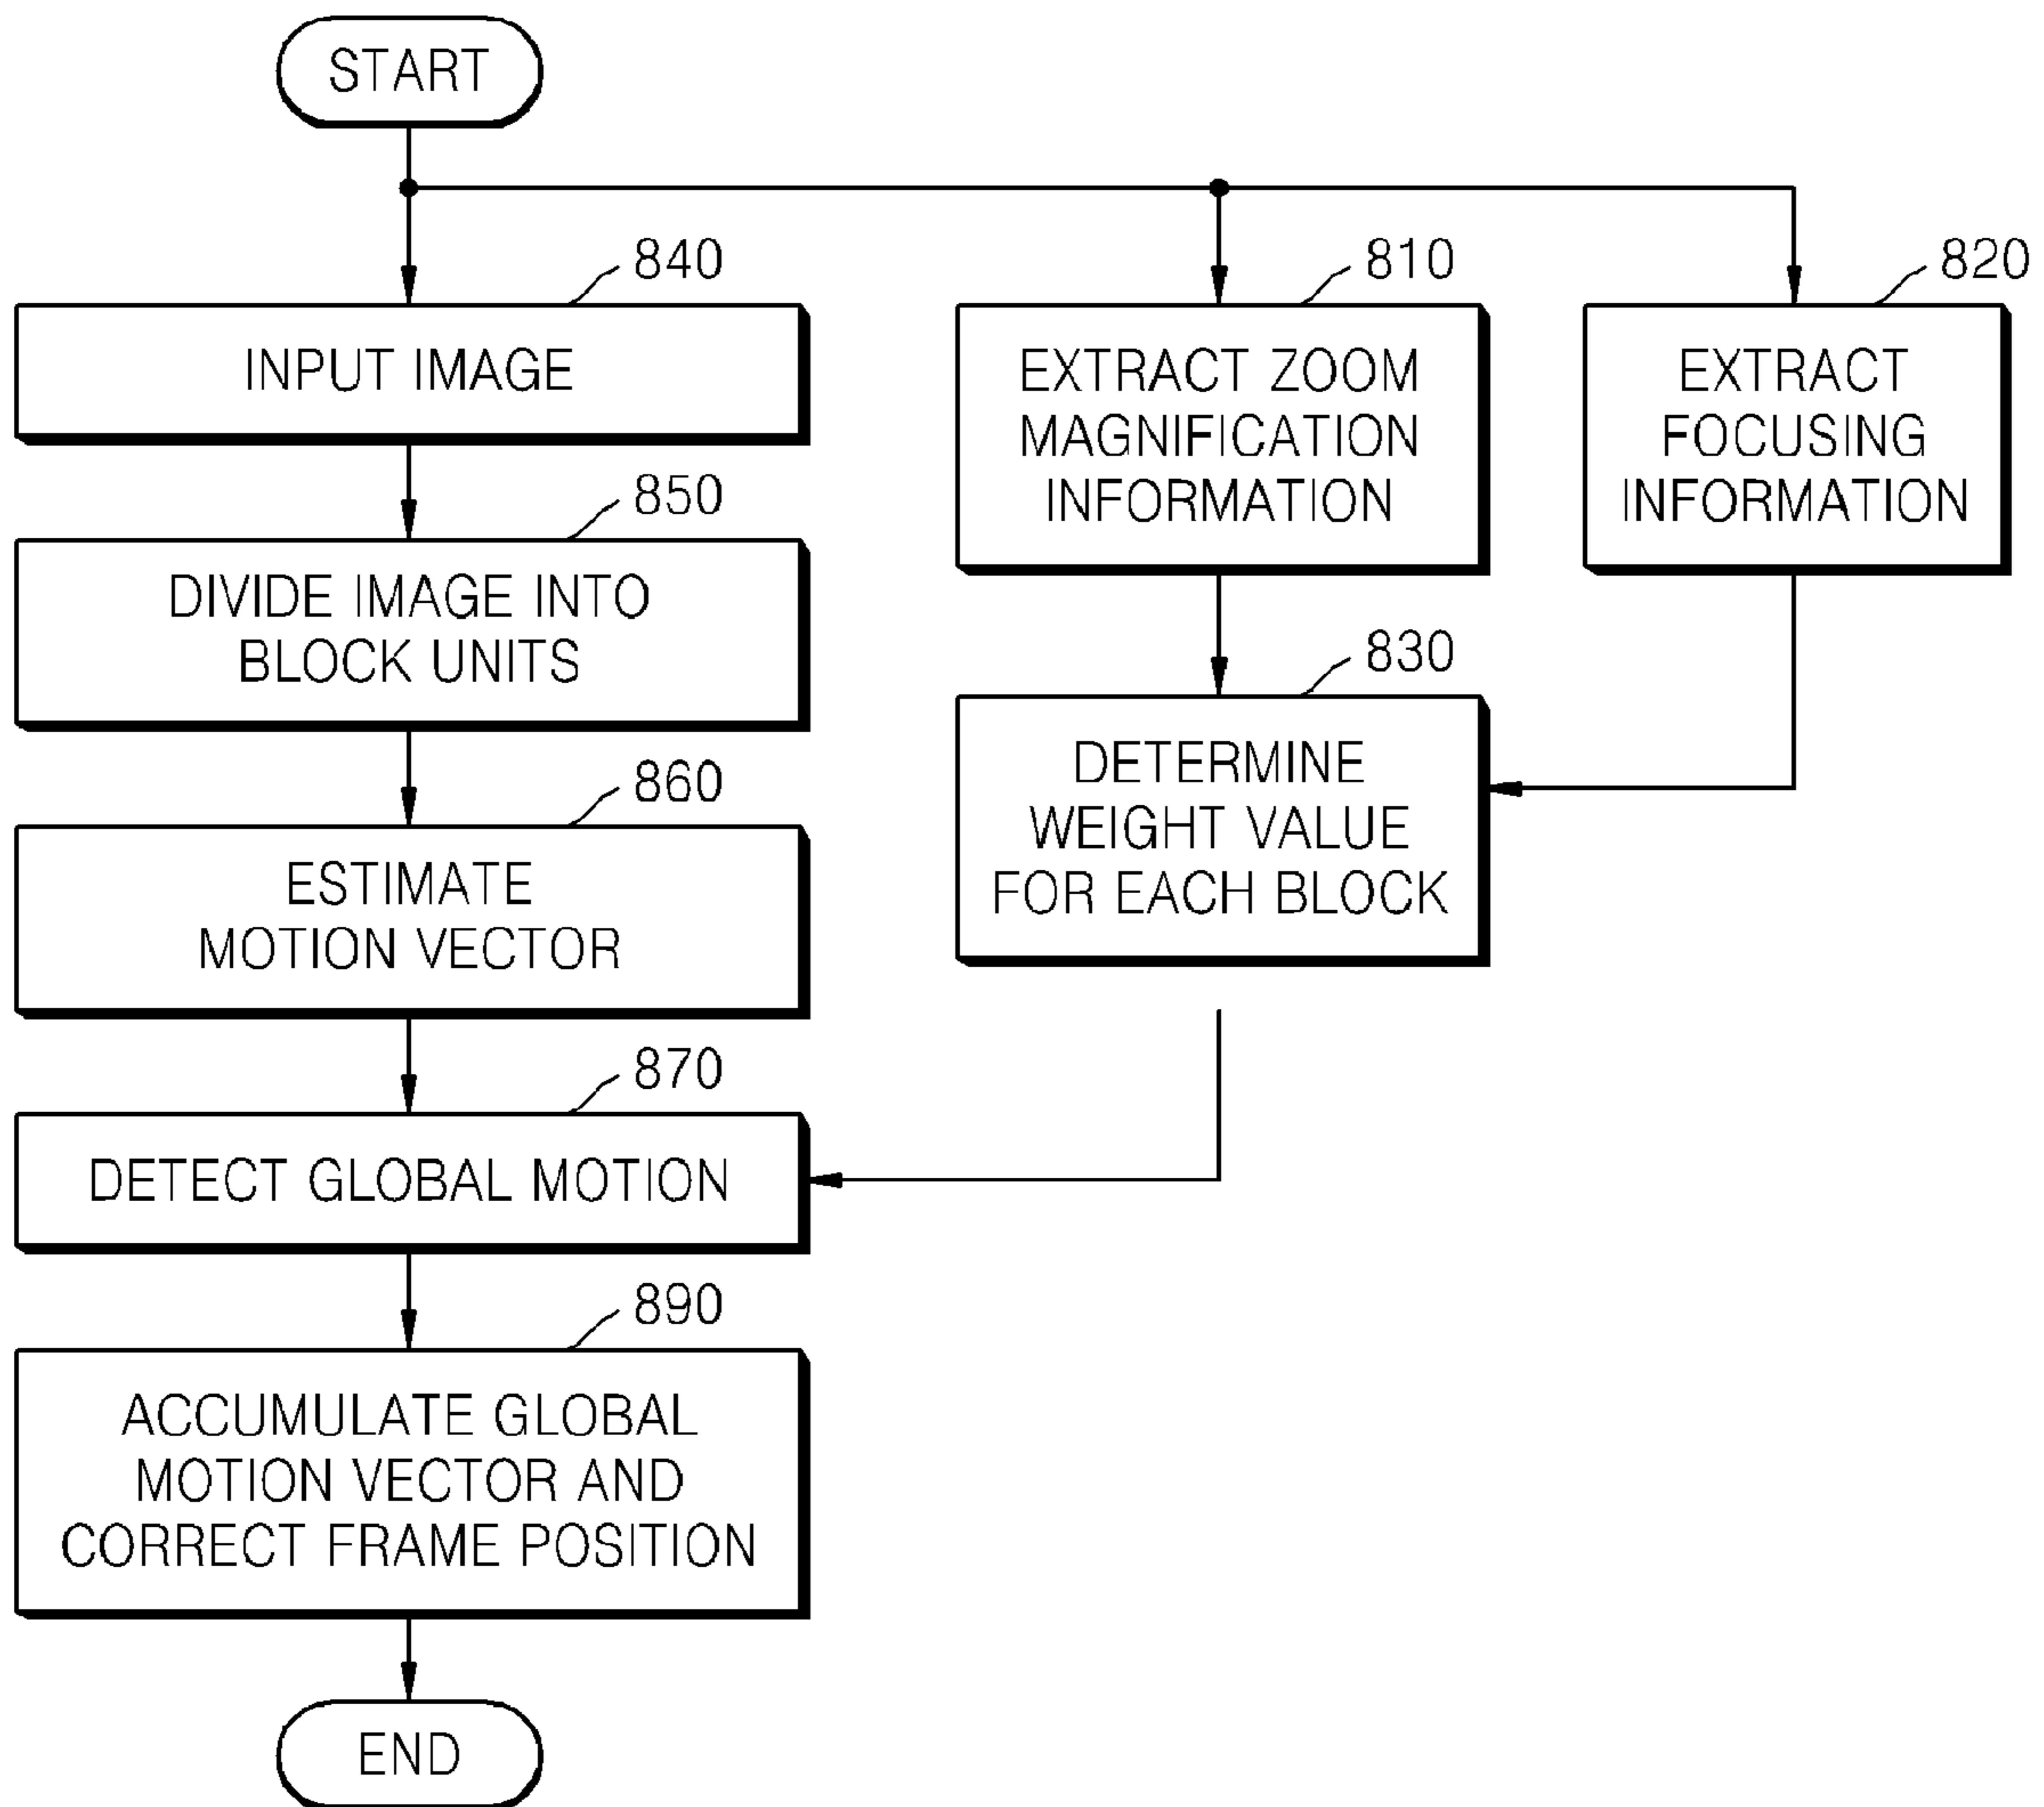 START
840
INPUT IMAGE
850
DIVIDE IMAGE INTO
BLOCK UNITS
860
ESTIMATE
MOTION VECTOR
870
DETECT GLOBAL MOTION
890
ACCUMULATE GLOBAL
MOTION VECTOR AND
CORRECT FRAME POSITION
END
810
EXTRACT ZOOM
MAGNIFICATION
INFORMATION
820
EXTRACT
FOCUSING
INFORMATION
830
DETERMINE
WEIGHT VALUE
FOR EACH BLOCK